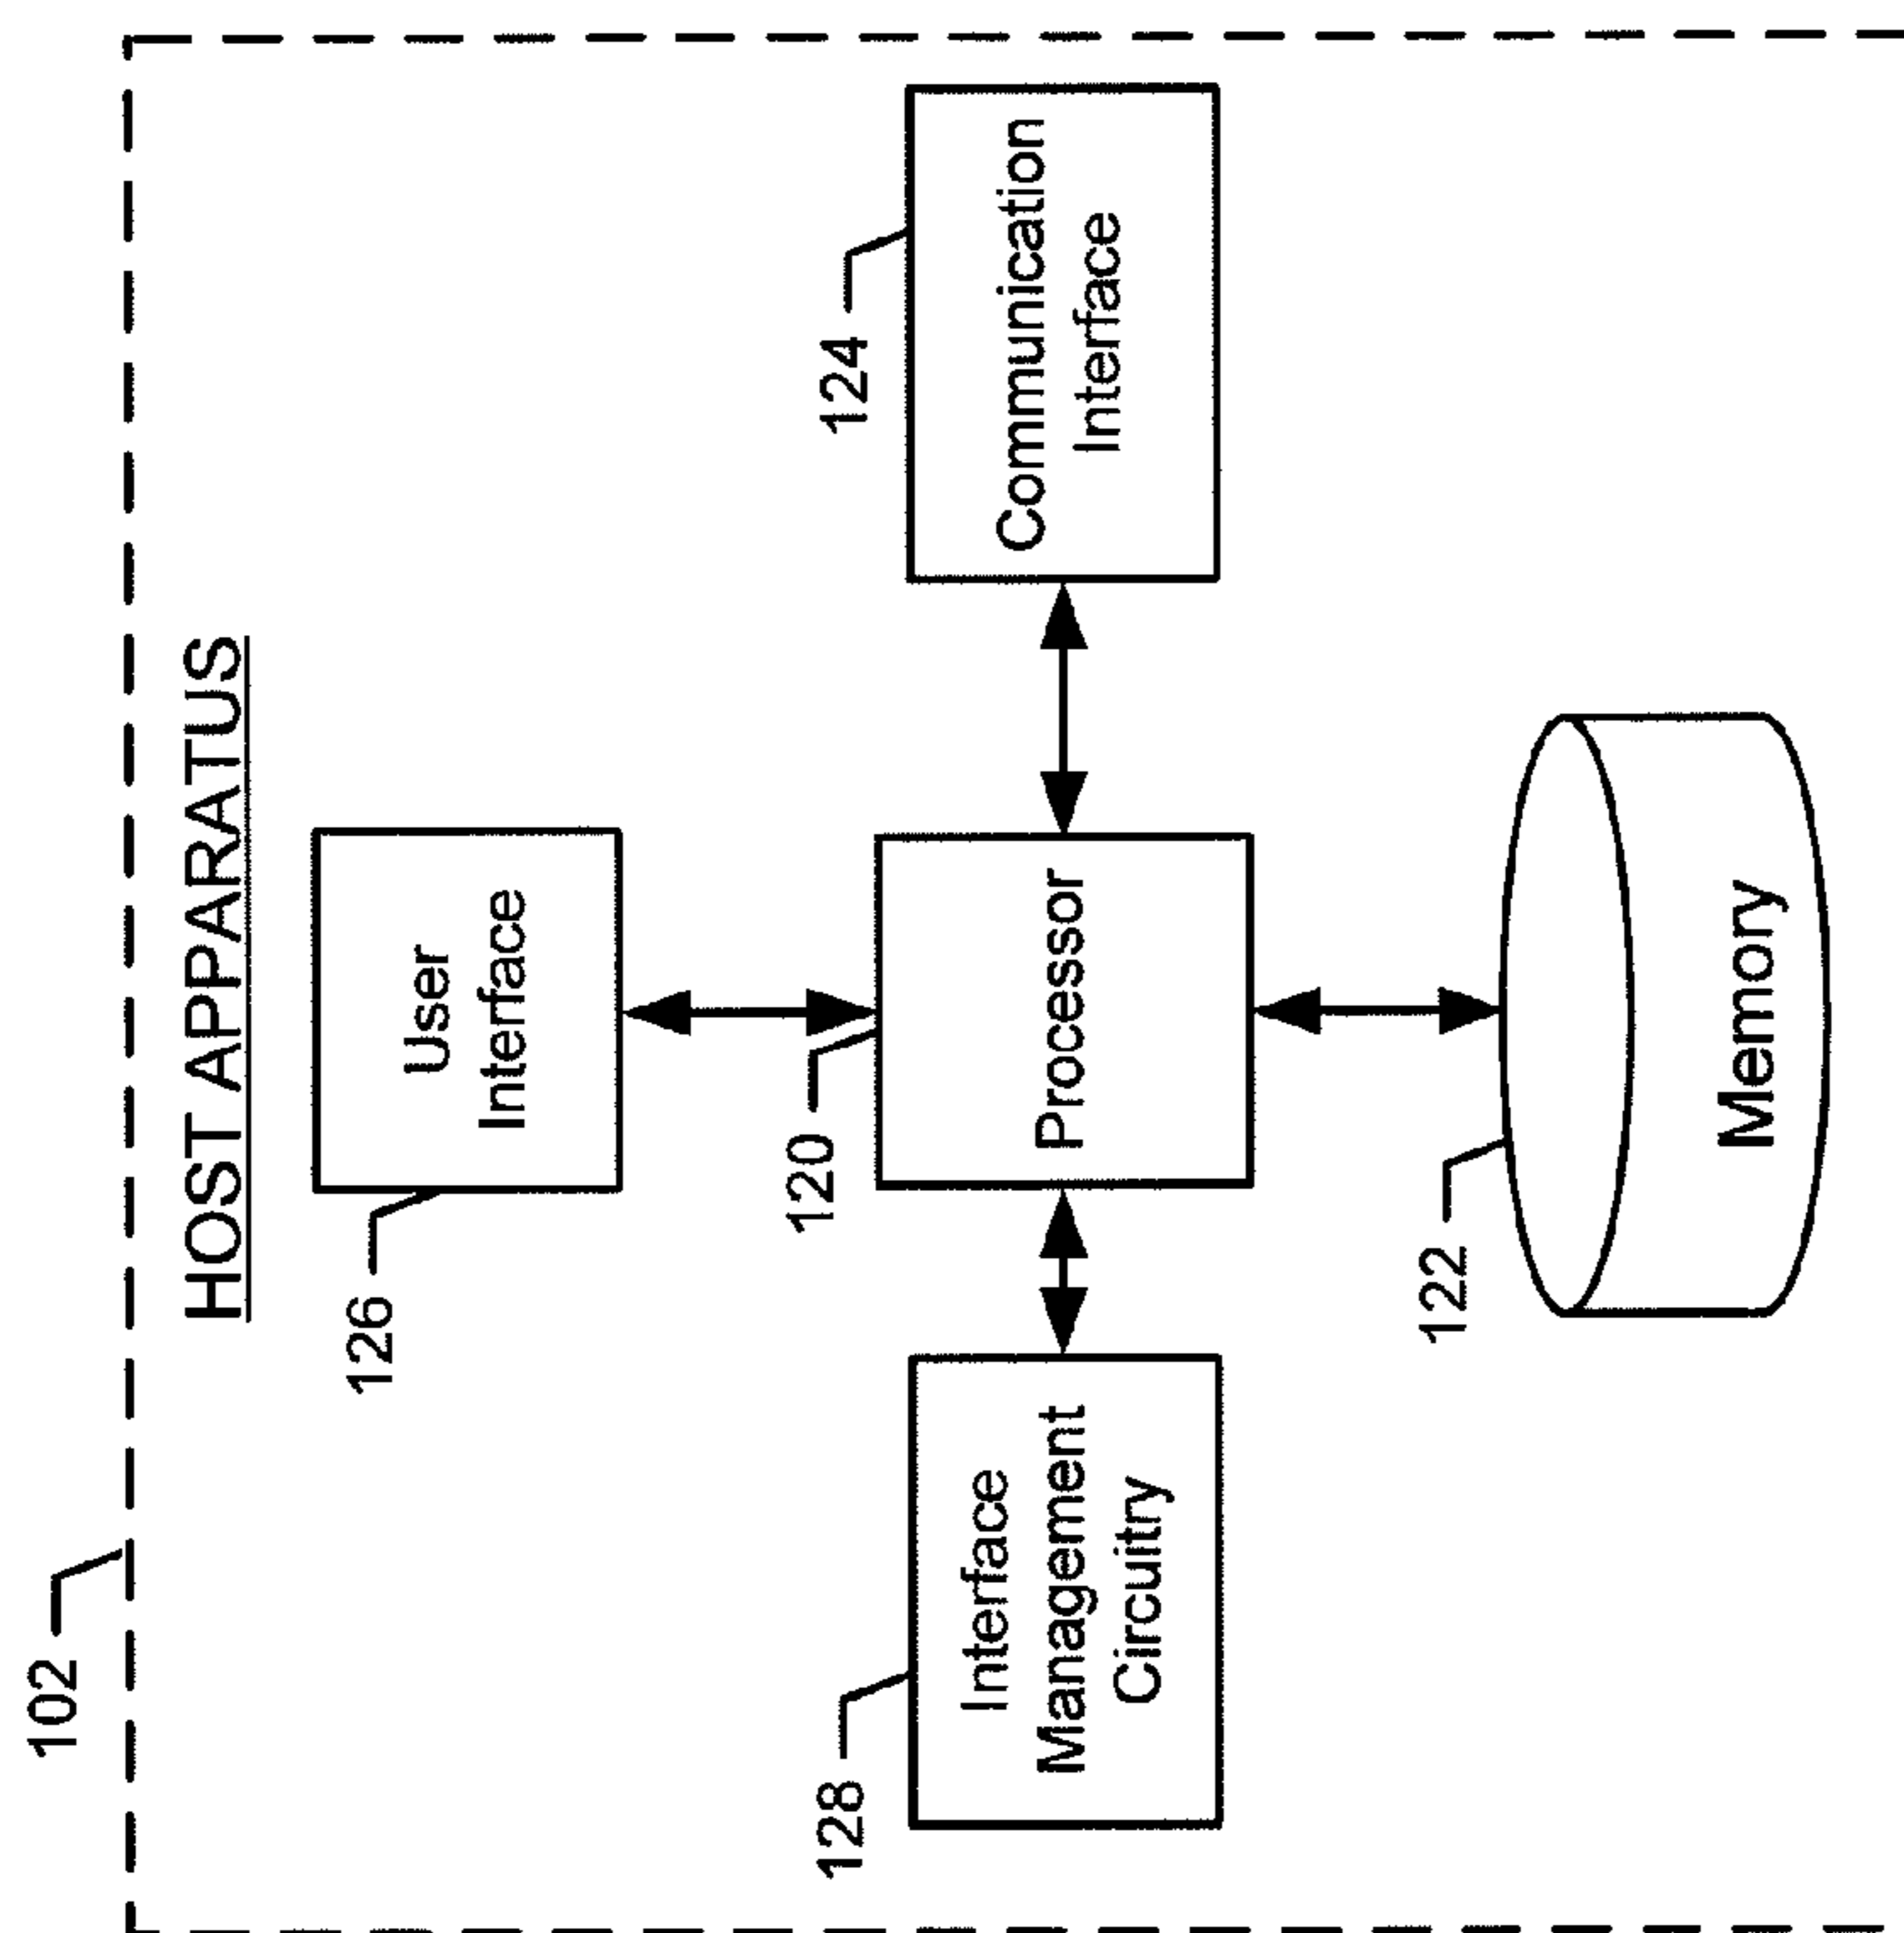 102
HOST APPARATUS
126
User
Interface
120
Processor
128
Interface
Management
Circuitry
124
Communication
Interface
122
Memory